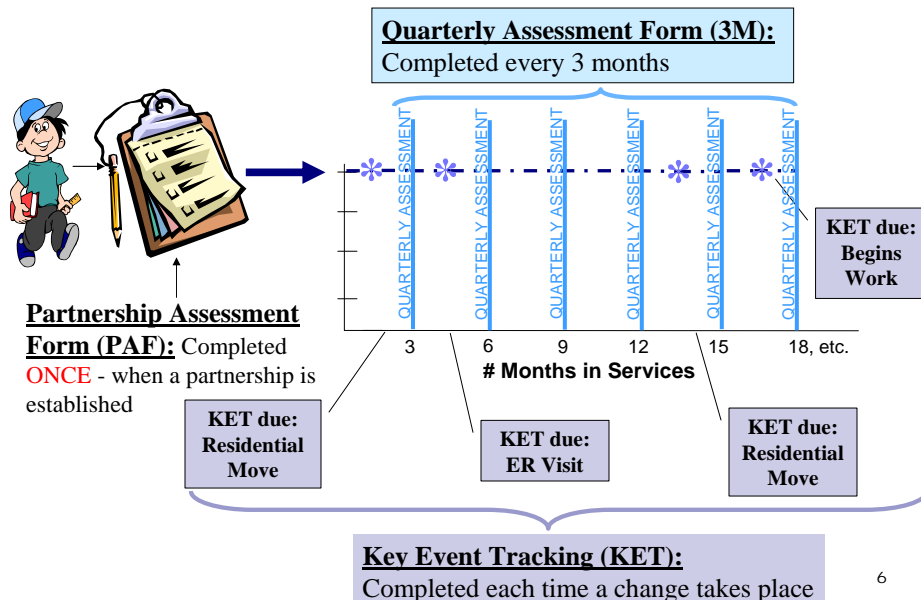 Quarterly Assessment Form (3M):
Completed every 3 months
QUARTERLY ASSESSMENT
QUARTERLY ASSESSMENT
QUARTERLY ASSESSMENT
QUARTERLY ASSESSMENT
QUARTERLY ASSESSMENT
QUARTERLY ASSESSMENT
KET due:
Begins
Work
Partnership Assessment
Form (PAF): Completed
ONCE - when a partnership is
established
3 6 9 12 15 18, etc.
# Months in Services
KET due:
Residential
Move
KET due:
ER Visit
KET due:
Residential
Move
Key Event Tracking (KET):
Completed each time a change takes place
6